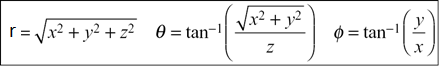 r = √(x² + y² + z²)   θ = tan⁻¹(√(x² + y²) / z)   ϕ = tan⁻¹(y / x)